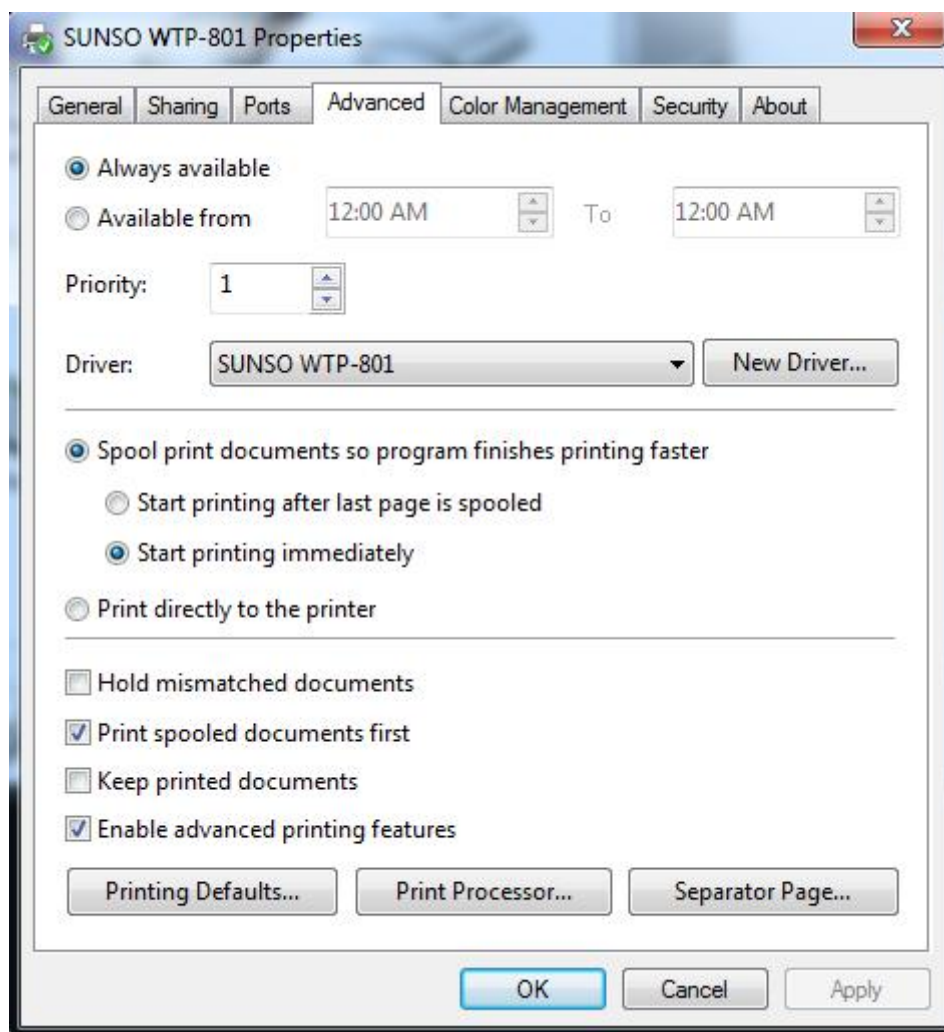 SUNSO WTP-801 Properties
General Sharing Ports Advanced Color Management Security About
Always available
Available from 12:00 AM To 12:00 AM
Priority: 1
Driver: SUNSO WTP-801 New Driver...
Spool print documents so program finishes printing faster
Start printing after last page is spooled
Start printing immediately
Print directly to the printer
Hold mismatched documents
Print spooled documents first
Keep printed documents
Enable advanced printing features
Printing Defaults... Print Processor... Separator Page...
OK Cancel Apply